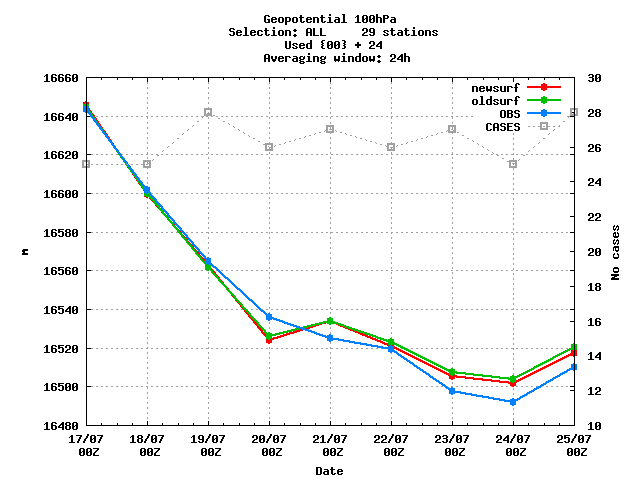 Geopotential 100hPa
Selection: ALL 29 stations
Used {00} + 24
Averaging window: 24h
newsurf
oldsurf
OBS
CASES
16660
16640
16620
16600
16580
16560
16540
16520
16500
16480
m
30
28
26
24
22
20
18
16
14
12
10
No cases
17/07 18/07 19/07 20/07 21/07 22/07 23/07 24/07 25/07
00Z 00Z 00Z 00Z 00Z 00Z 00Z 00Z 00Z
Date